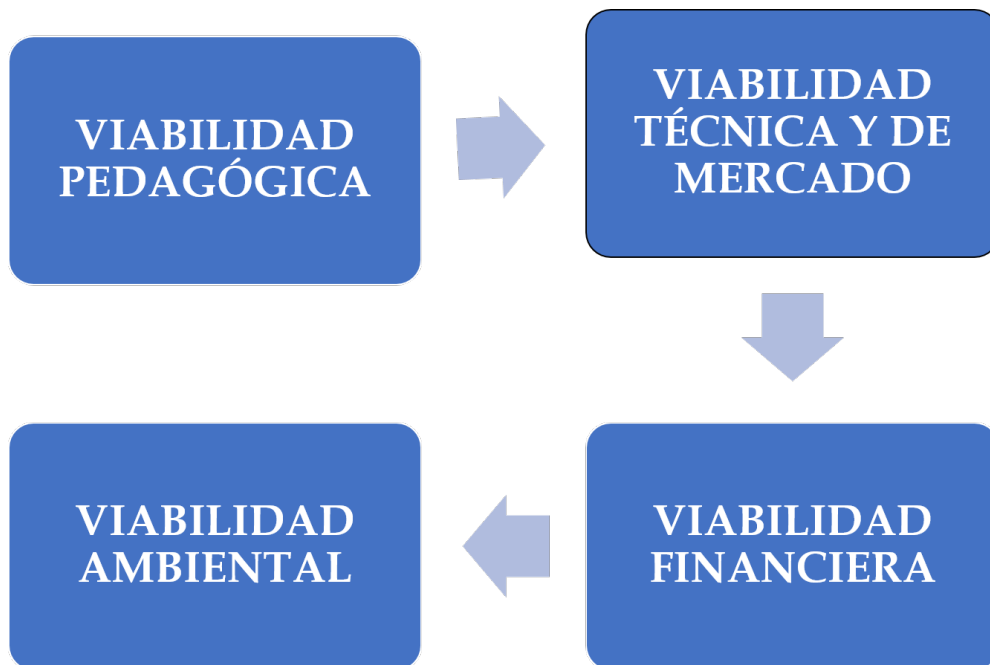 VIABILIDAD
PEDAGÓGICA
VIABILIDAD
TÉCNICA Y DE
MERCADO
VIABILIDAD
FINANCIERA
VIABILIDAD
AMBIENTAL